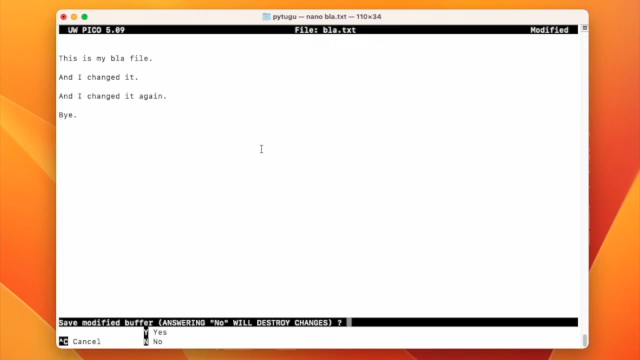 pytugu — nano bla.txt — 110×34
UW PICO 5.09 File: bla.txt Modified
This is my bla file.
And I changed it.
And I changed it again.
Bye.
Save modified buffer (ANSWERING "No" WILL DESTROY CHANGES) ?
Y Yes
^C Cancel N No